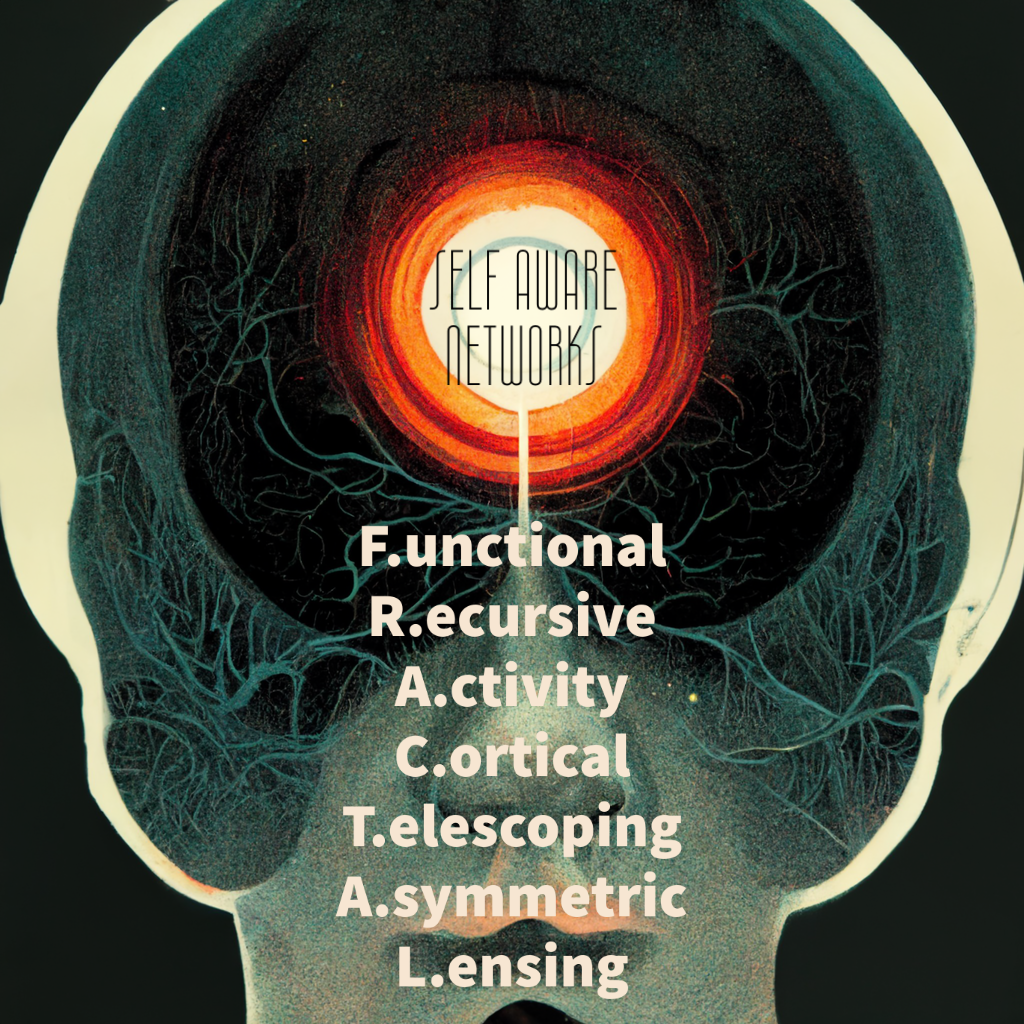 SELF AWARE
NETWORKS
F.unctional
R.ecursive
A.ctivity
C.ortical
T.elescoping
A.symmetric
L.ensing